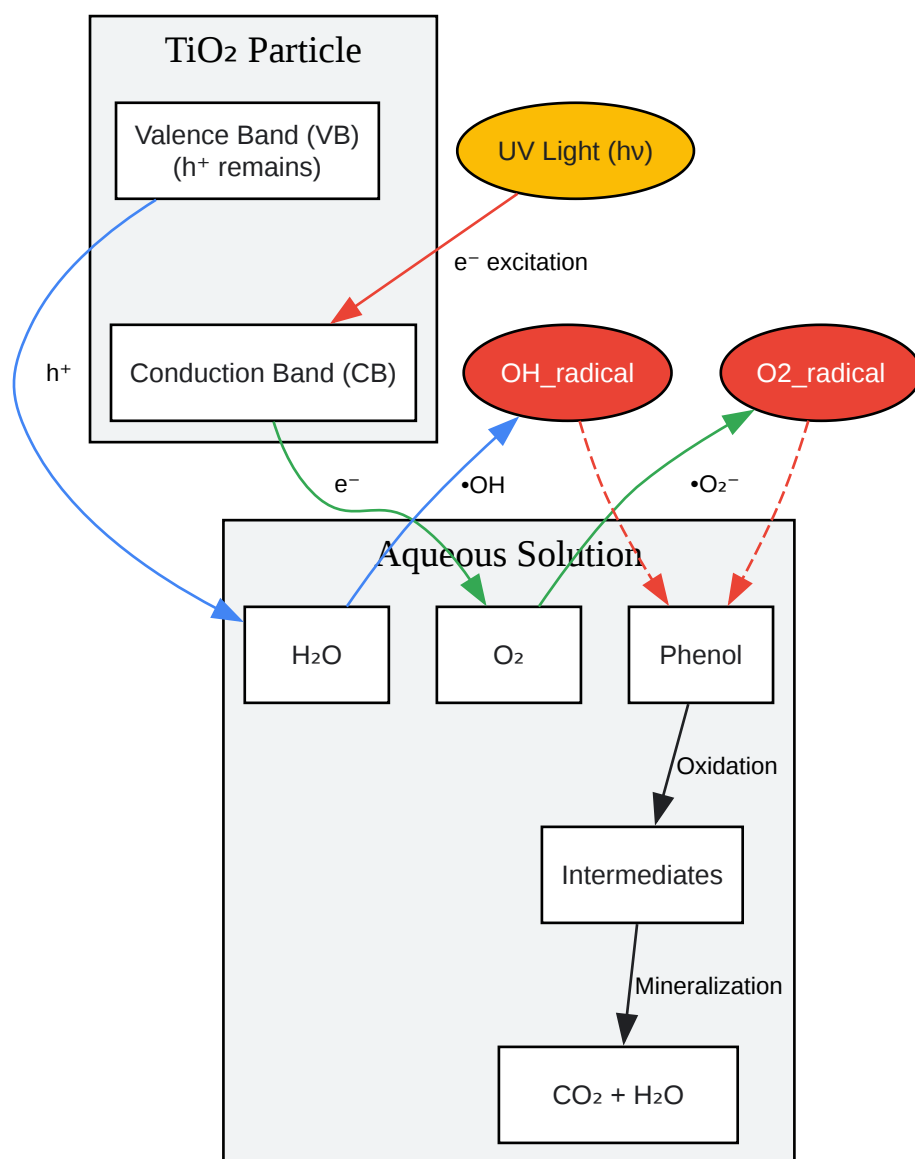 TiO₂ Particle
Valence Band (VB)
(h⁺ remains)
UV Light (hν)
e⁻ excitation
h⁺
Conduction Band (CB)
OH_radical
O2_radical
e⁻
•OH
•O₂⁻
Aqueous Solution
H₂O
O₂
Phenol
Oxidation
Intermediates
Mineralization
CO₂ + H₂O